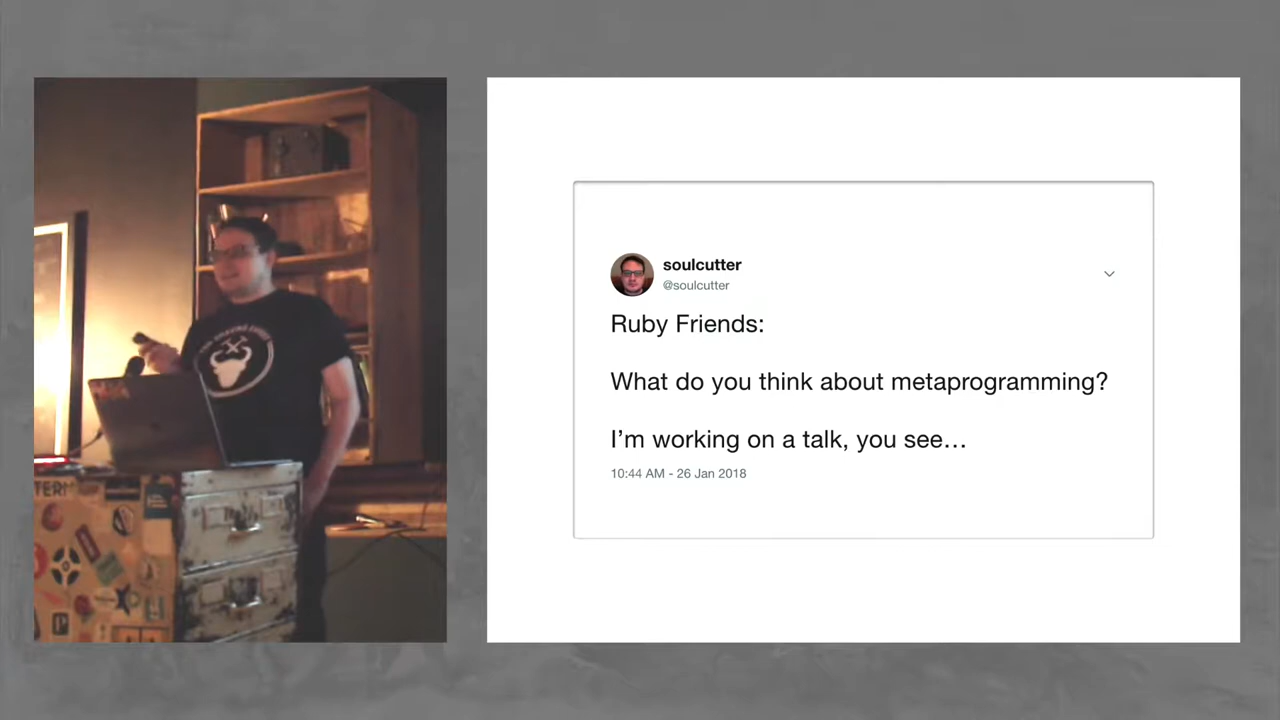 soulcutter
@soulcutter
Ruby Friends:
What do you think about metaprogramming?
I'm working on a talk, you see…
10:44 AM - 26 Jan 2018